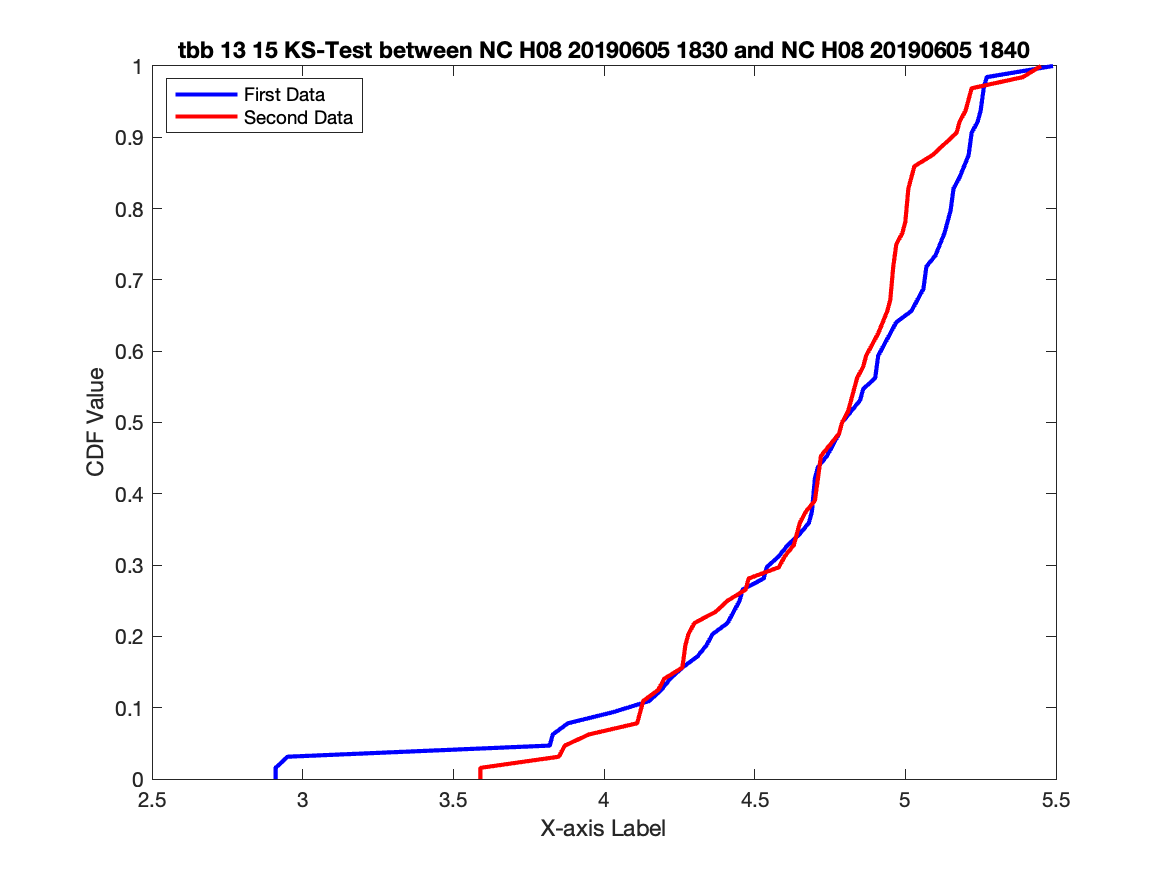 tbb 13 15 KS-Test between NC H08 20190605 1830 and NC H08 20190605 1840
First Data
Second Data
1
0.9
0.8
0.7
0.6
0.5
0.4
0.3
0.2
0.1
0
CDF Value
2.5 3 3.5 4 4.5 5 5.5
X-axis Label